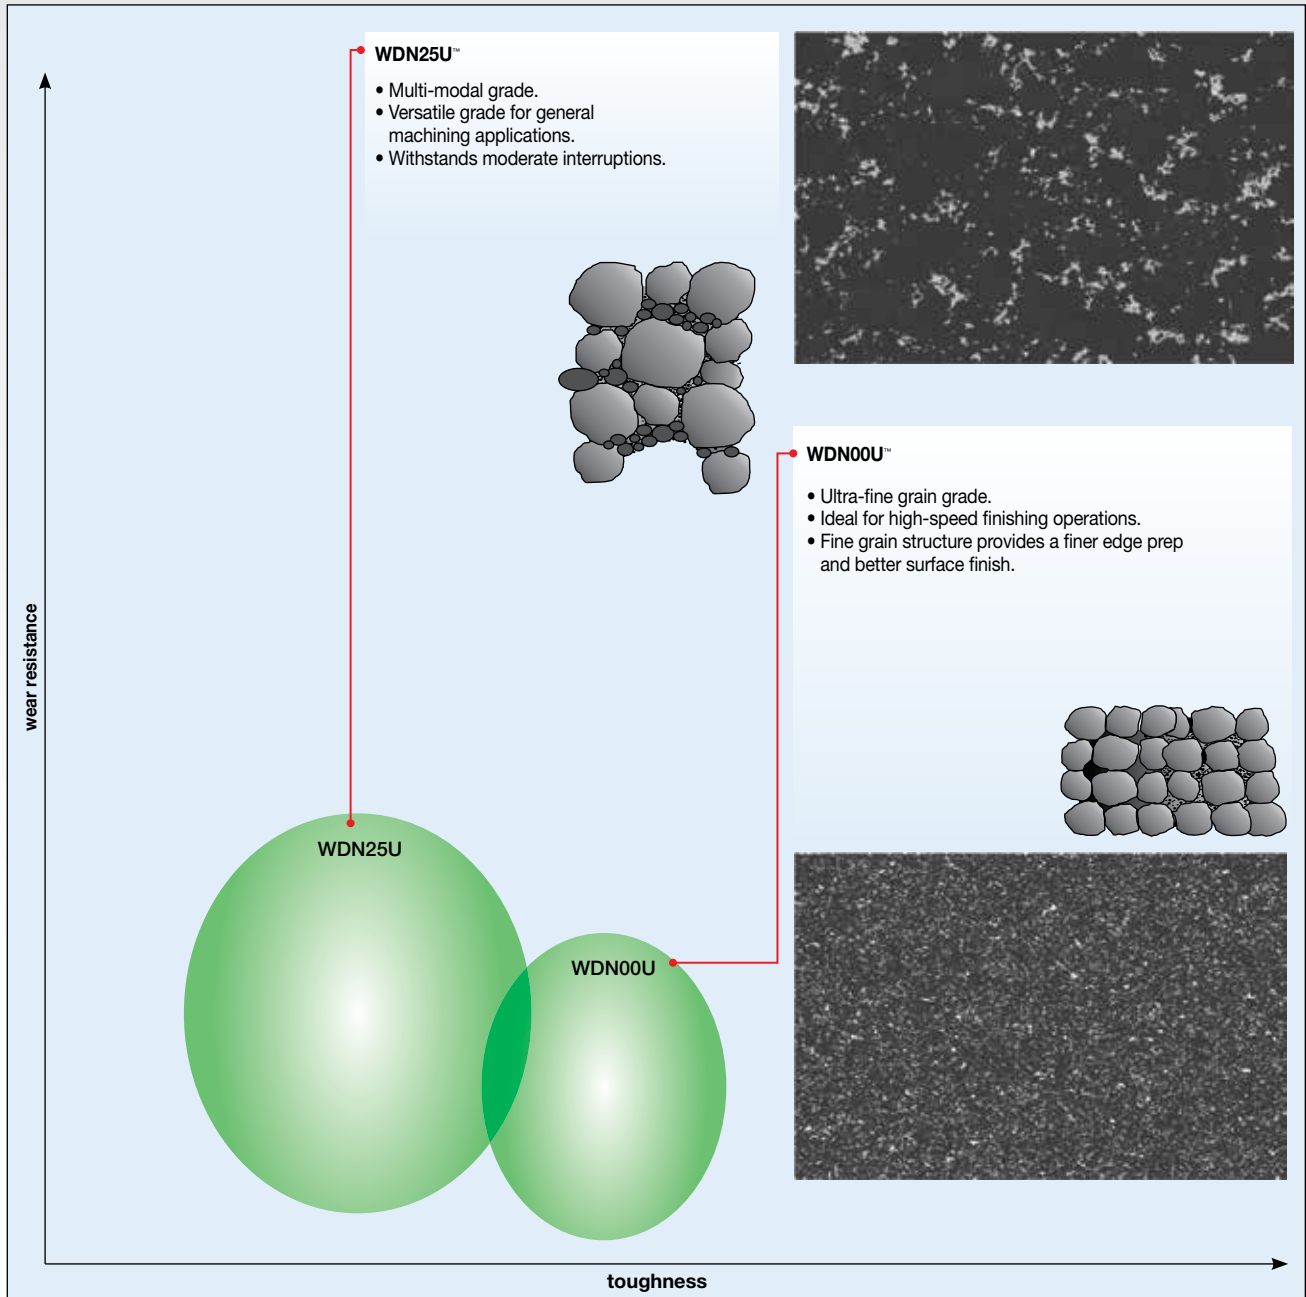 WDN25U™
• Multi-modal grade.
• Versatile grade for general
machining applications.
• Withstands moderate interruptions.
WDN00U™
• Ultra-fine grain grade.
• Ideal for high-speed finishing operations.
• Fine grain structure provides a finer edge prep
and better surface finish.
wear resistance
WDN25U
WDN00U
toughness